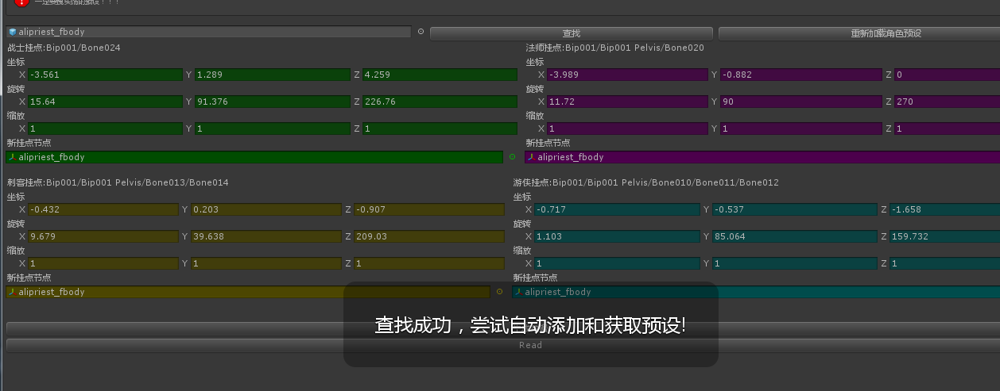 alipriest_fbody
查找
重新加载角色预设
战士挂点:Bip001/Bone024
法师挂点:Bip001/Bip001 Pelvis/Bone020
坐标
坐标
X -3.561 Y 1.289 Z 4.259
X -3.989 Y -0.882 Z 0
旋转
旋转
X 15.64 Y 91.376 Z 226.76
X 11.72 Y 90 Z 270
缩放
缩放
X 1 Y 1 Z 1
X 1 Y 1 Z 1
新挂点节点
新挂点节点
alipriest_fbody
alipriest_fbody
刺客挂点:Bip001/Bip001 Pelvis/Bone013/Bone014
游侠挂点:Bip001/Bip001 Pelvis/Bone010/Bone011/Bone012
坐标
坐标
X -0.432 Y 0.203 Z -0.907
X -0.717 Y -0.537 Z -1.658
旋转
旋转
X 9.679 Y 39.638 Z 209.03
X 1.103 Y 85.064 Z 159.732
缩放
缩放
X 1 Y 1 Z 1
X 1 Y 1 Z 1
新挂点节点
新挂点节点
alipriest_fbody
alipriest_fbody
查找成功，尝试自动添加和获取预设!
Read